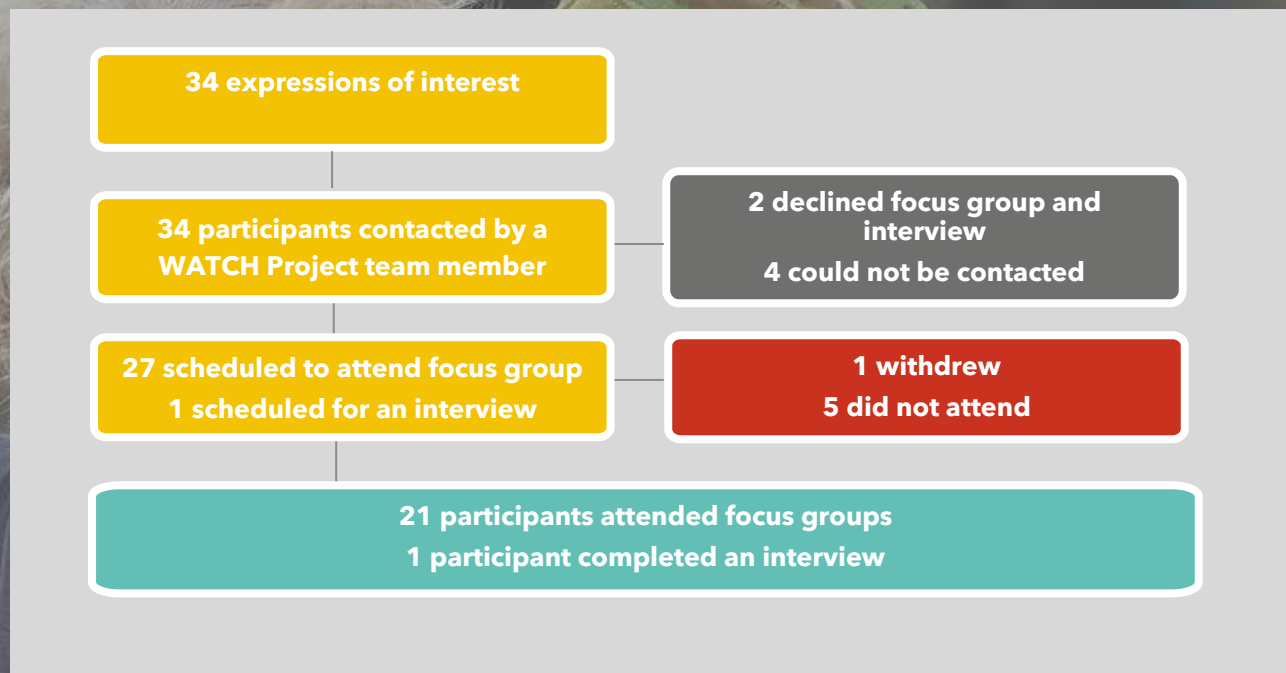 34 expressions of interest
34 participants contacted by a
WATCH Project team member
2 declined focus group and
interview
4 could not be contacted
27 scheduled to attend focus group
1 scheduled for an interview
1 withdrew
5 did not attend
21 participants attended focus groups
1 participant completed an interview